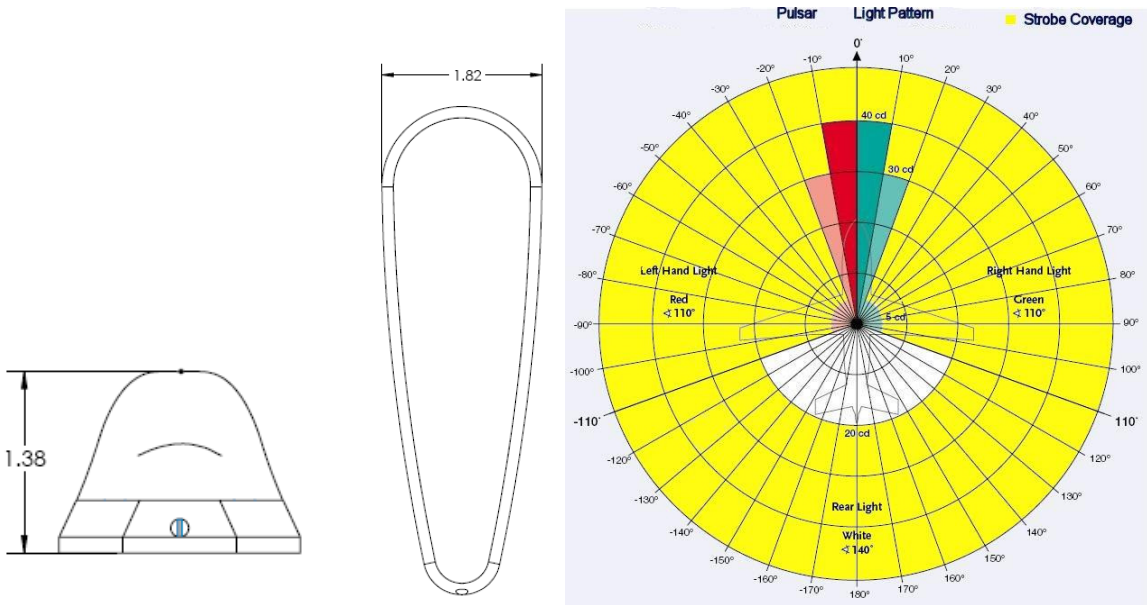 1.38
1.82
Pulsar Light Pattern
Strobe Coverage
0°
-10° 10°
-20° 20°
-30° 30°
-40° 40°
-50° 50°
-60° 60°
-70° 70°
-80° 80°
-90° 90°
-100° 100°
-110° 110°
-120° 120°
-130° 130°
-140° 140°
-150° 150°
-160° 160°
-170° 170°
180°
40 cd
30 cd
Left Hand Light
Red
∢ 110°
Right Hand Light
Green
∢ 110°
5 cd
20 cd
Rear Light
White
∢ 140°